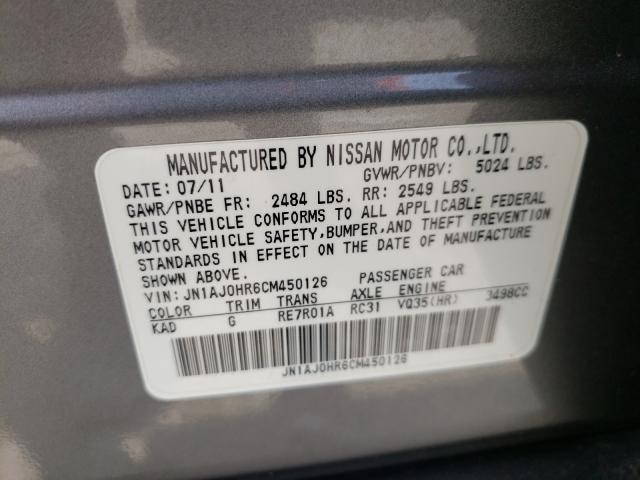 MANUFACTURED BY NISSAN MOTOR CO.,LTD.
DATE: 07/11 GVWR/PNBV: 5024 LBS.
GAWR/PNBE FR: 2484 LBS. RR: 2549 LBS.
THIS VEHICLE CONFORMS TO ALL APPLICABLE FEDERAL
MOTOR VEHICLE SAFETY,BUMPER,AND THEFT PREVENTION
STANDARDS IN EFFECT ON THE DATE OF MANUFACTURE
SHOWN ABOVE.
VIN: JN1AJ0HR6CM450126 PASSENGER CAR
COLOR TRIM TRANS AXLE ENGINE
KAD G RE7R01A RC31 VQ35(HR) 3498CC
JN1AJ0HR6CM450126